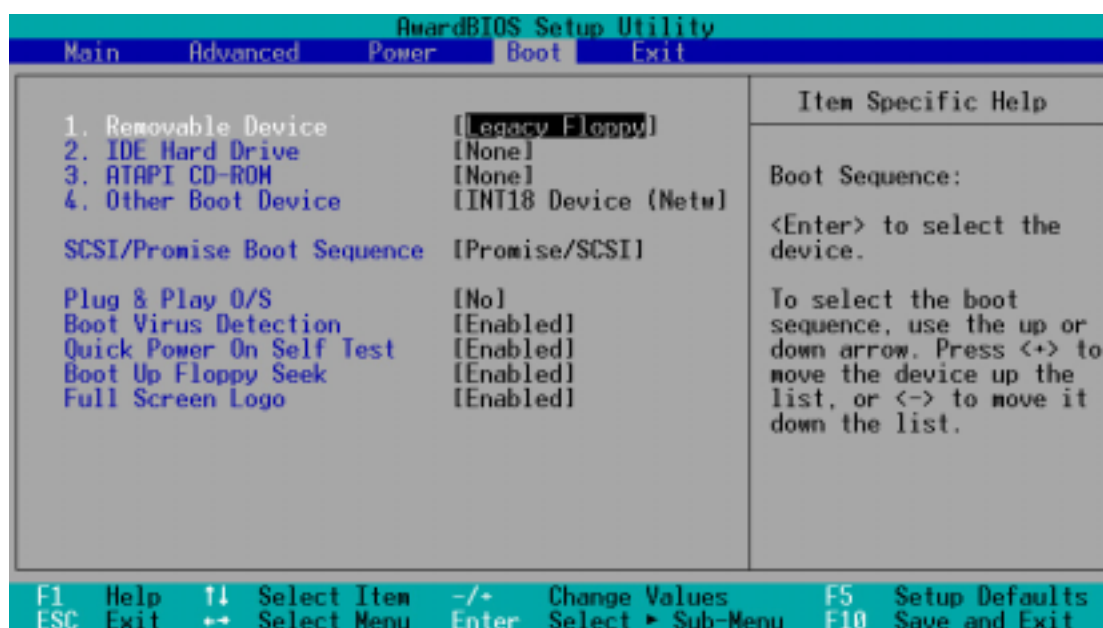 AwardBIOS Setup Utility
Main Advanced Power Boot Exit
Item Specific Help
1. Removable Device [Legacy Floppy]
2. IDE Hard Drive [None]
3. ATAPI CD-ROM [None]
4. Other Boot Device [INT18 Device (Netw]
SCSI/Promise Boot Sequence [Promise/SCSI]
Plug & Play O/S [No]
Boot Virus Detection [Enabled]
Quick Power On Self Test [Enabled]
Boot Up Floppy Seek [Enabled]
Full Screen Logo [Enabled]
Boot Sequence:
<Enter> to select the
device.
To select the boot
sequence, use the up or
down arrow. Press <+> to
move the device up the
list, or <-> to move it
down the list.
F1 Help ↑↓ Select Item -/+ Change Values F5 Setup Defaults
ESC Exit ←→ Select Menu Enter Select ► Sub-Menu F10 Save and Exit